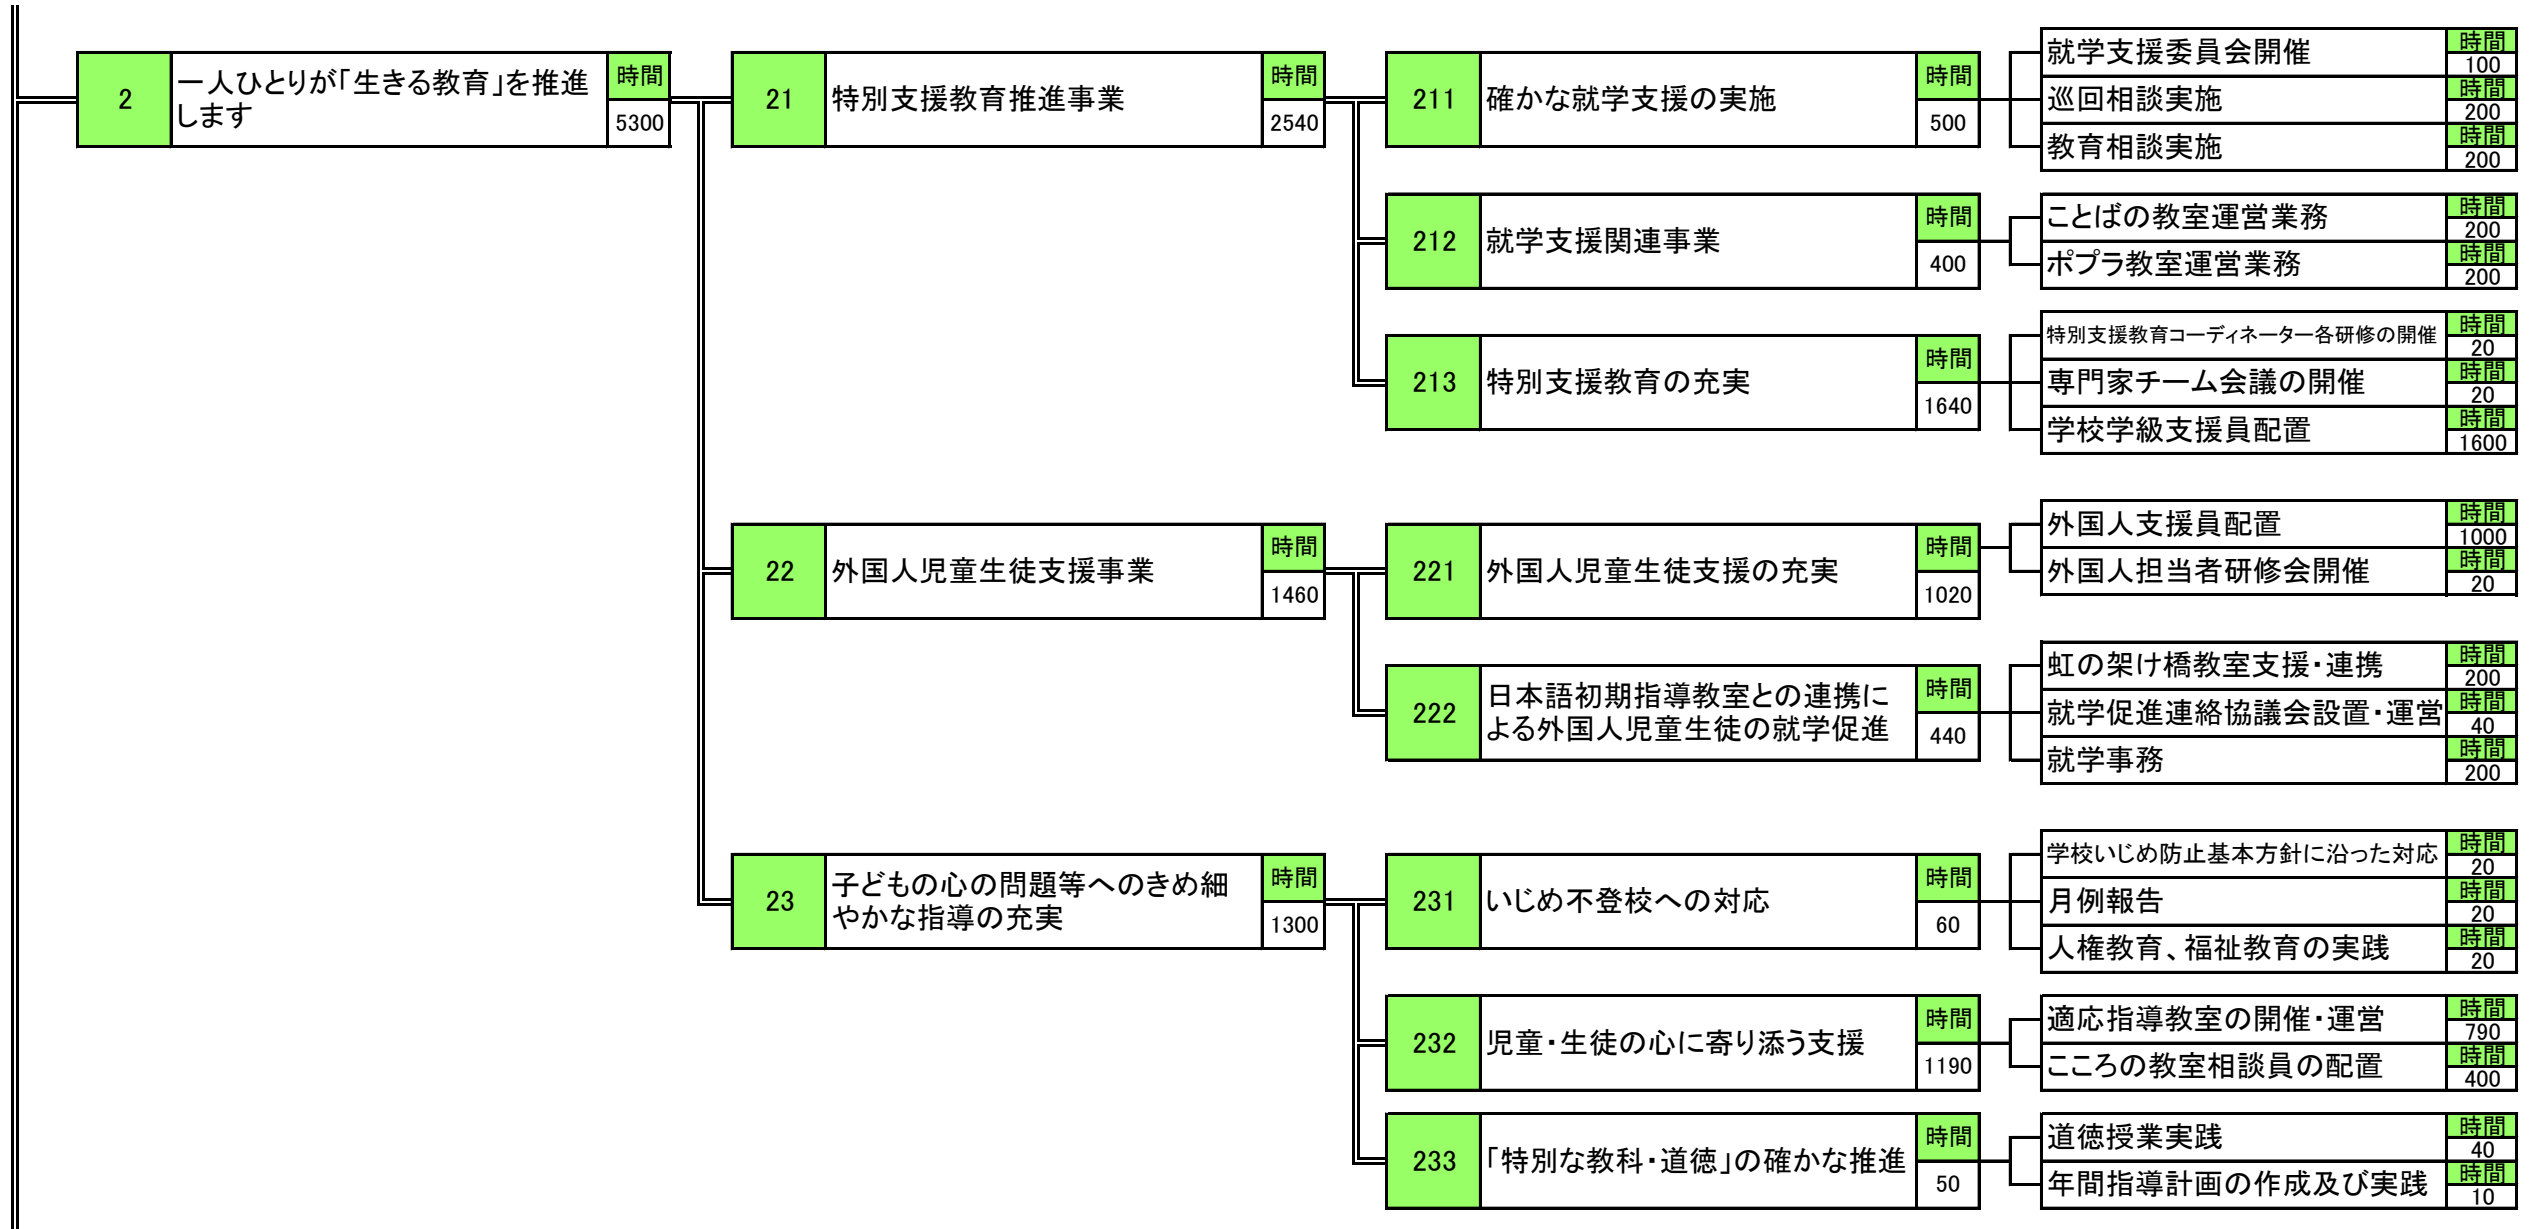 2
一人ひとりが「生きる教育」を推進
します
時間
5300
21
特別支援教育推進事業
時間
2540
211
確かな就学支援の実施
時間
500
就学支援委員会開催
時間
100
巡回相談実施
時間
200
教育相談実施
時間
200
212
就学支援関連事業
時間
400
ことばの教室運営業務
時間
200
ポプラ教室運営業務
時間
200
213
特別支援教育の充実
時間
1640
特別支援教育コーディネーター各研修の開催
時間
20
専門家チーム会議の開催
時間
20
学校学級支援員配置
時間
1600
22
外国人児童生徒支援事業
時間
1460
221
外国人児童生徒支援の充実
時間
1020
外国人支援員配置
時間
1000
外国人担当者研修会開催
時間
20
222
日本語初期指導教室との連携に
よる外国人児童生徒の就学促進
時間
440
虹の架け橋教室支援・連携
時間
200
就学促進連絡協議会設置・運営
時間
40
就学事務
時間
200
23
子どもの心の問題等へのきめ細
やかな指導の充実
時間
1300
231
いじめ不登校への対応
時間
60
学校いじめ防止基本方針に沿った対応
時間
20
月例報告
時間
20
人権教育、福祉教育の実践
時間
20
232
児童・生徒の心に寄り添う支援
時間
1190
適応指導教室の開催・運営
時間
790
こころの教室相談員の配置
時間
400
233
「特別な教科・道徳」の確かな推進
時間
50
道徳授業実践
時間
40
年間指導計画の作成及び実践
時間
10